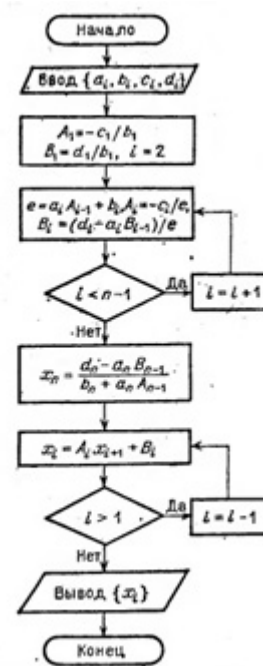 Начало
Ввод {aᵢ, bᵢ, cᵢ, dᵢ}
A₁=-c₁/b₁
B₁=d₁/b₁, i=2
e=aᵢAᵢ₋₁+bᵢ,Aᵢ=-cᵢ/e,
Bᵢ=(dᵢ-aᵢBᵢ₋₁)/e
i<n-1
Да
i=i+1
Нет
xₙ = (dₙ-aₙBₙ₋₁)/(bₙ+aₙAₙ₋₁)
xᵢ=Aᵢxᵢ₊₁+Bᵢ
i>1
Да
i=i-1
Нет
Вывод {xᵢ}
Конец